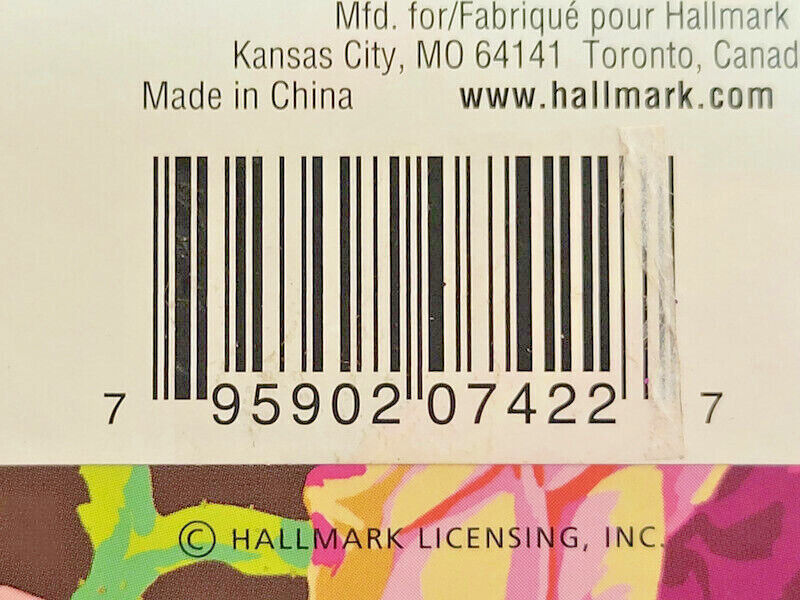 Mfd. for/Fabriqué pour Hallmark
Kansas City, MO 64141 Toronto, Canad
Made in China www.hallmark.com
7 95902 07422 7
© HALLMARK LICENSING, INC.